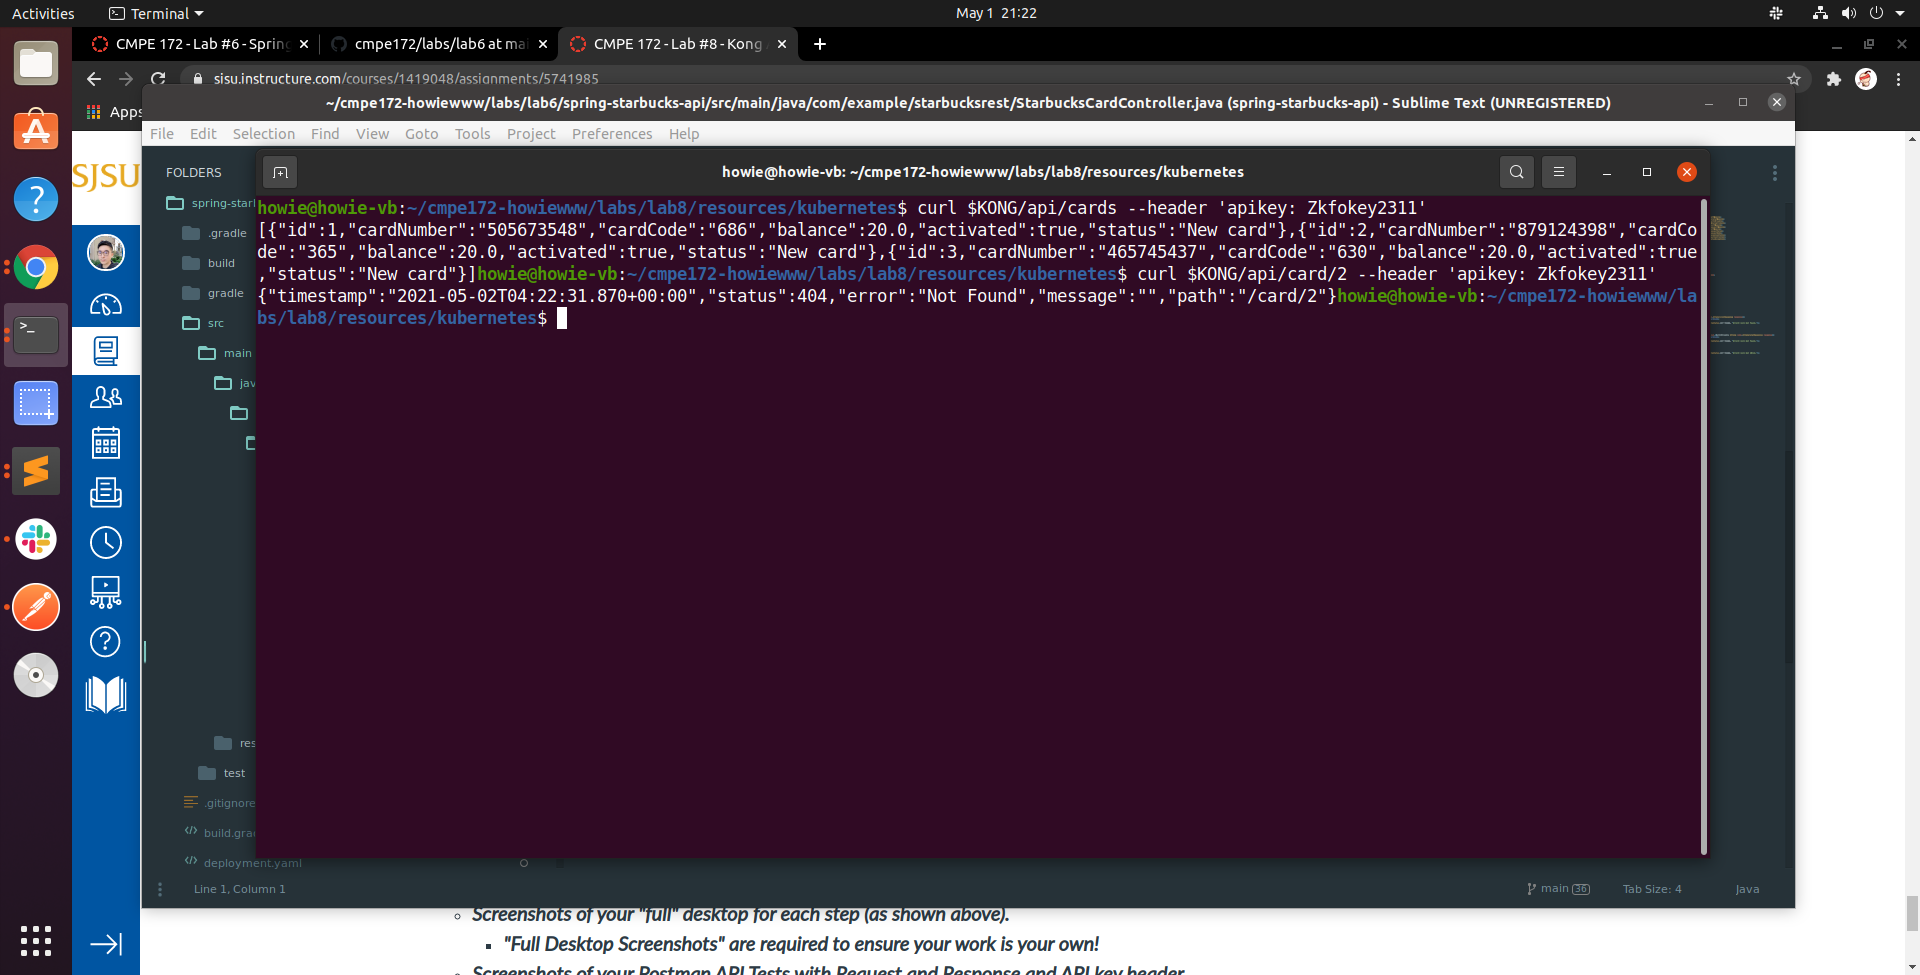 Activities
Terminal
May 1 21:22
CMPE 172 - Lab #6 - Spring
cmpe172/labs/lab6 at mai
CMPE 172 - Lab #8 - Kong
sjsu.instructure.com/courses/1419048/assignments/5741985
Apps
~/cmpe172-howiewww/labs/lab6/spring-starbucks-api/src/main/java/com/example/starbucksrest/StarbucksCardController.java (spring-starbucks-api) - Sublime Text (UNREGISTERED)
File Edit Selection Find View Goto Tools Project Preferences Help
SJSU
FOLDERS
spring-starb
.gradle
build
gradle
src
main
jav
res
test
.gitignore
build.grad
deployment.yaml
howie@howie-vb: ~/cmpe172-howiewww/labs/lab8/resources/kubernetes
howie@howie-vb:~/cmpe172-howiewww/labs/lab8/resources/kubernetes$ curl $KONG/api/cards --header 'apikey: Zkfokey2311'
[{"id":1,"cardNumber":"505673548","cardCode":"686","balance":20.0,"activated":true,"status":"New card"},{"id":2,"cardNumber":"879124398","cardCo
de":"365","balance":20.0,"activated":true,"status":"New card"},{"id":3,"cardNumber":"465745437","cardCode":"630","balance":20.0,"activated":true
,"status":"New card"}]howie@howie-vb:~/cmpe172-howiewww/labs/lab8/resources/kubernetes$ curl $KONG/api/card/2 --header 'apikey: Zkfokey2311'
{"timestamp":"2021-05-02T04:22:31.870+00:00","status":404,"error":"Not Found","message":"","path":"/card/2"}howie@howie-vb:~/cmpe172-howiewww/la
bs/lab8/resources/kubernetes$
Line 1, Column 1
main 36
Tab Size: 4
Java
Screenshots of your "full" desktop for each step (as shown above).
"Full Desktop Screenshots" are required to ensure your work is your own!
Screenshots of your Postman API Tests with Request and Response and API key header